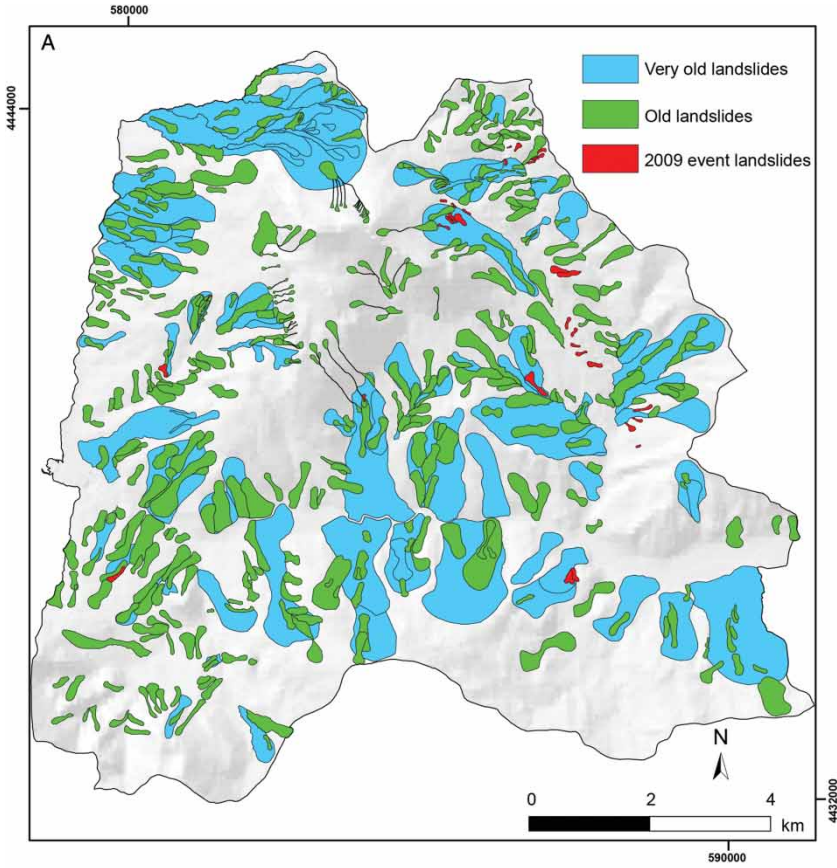 580000
A
4444000
Very old landslides
Old landslides
2009 event landslides
N
0 2 4
km
4432000
590000